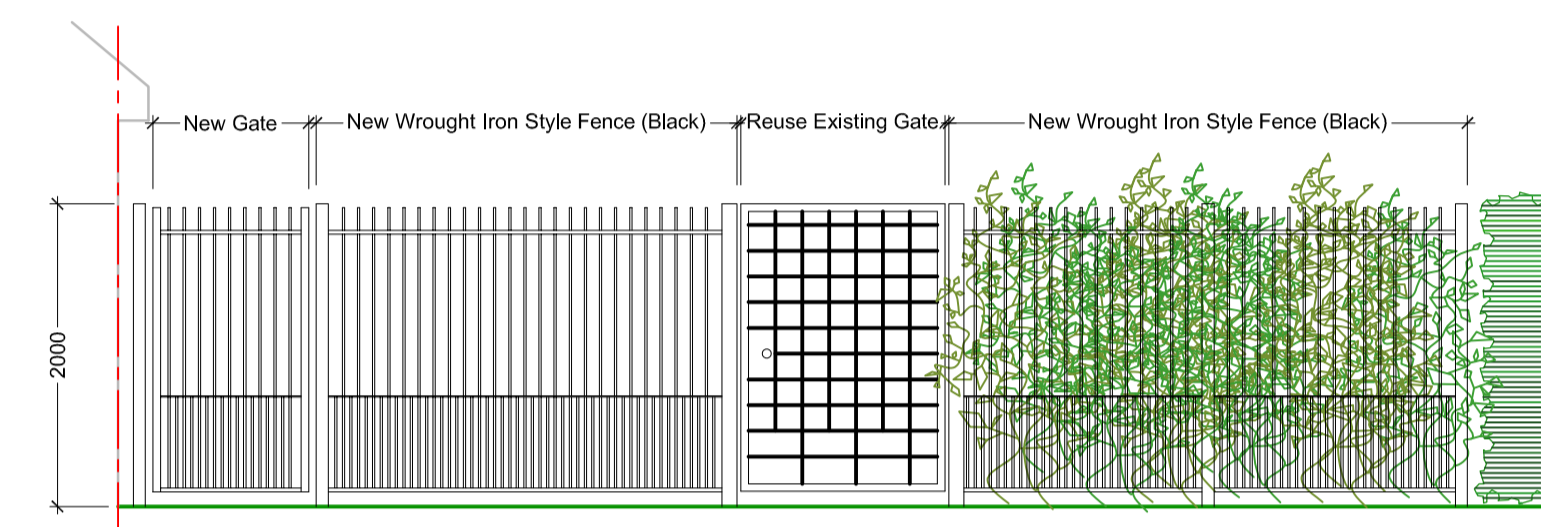 New Gate
New Wrought Iron Style Fence (Black)
Reuse Existing Gate
New Wrought Iron Style Fence (Black)
2000